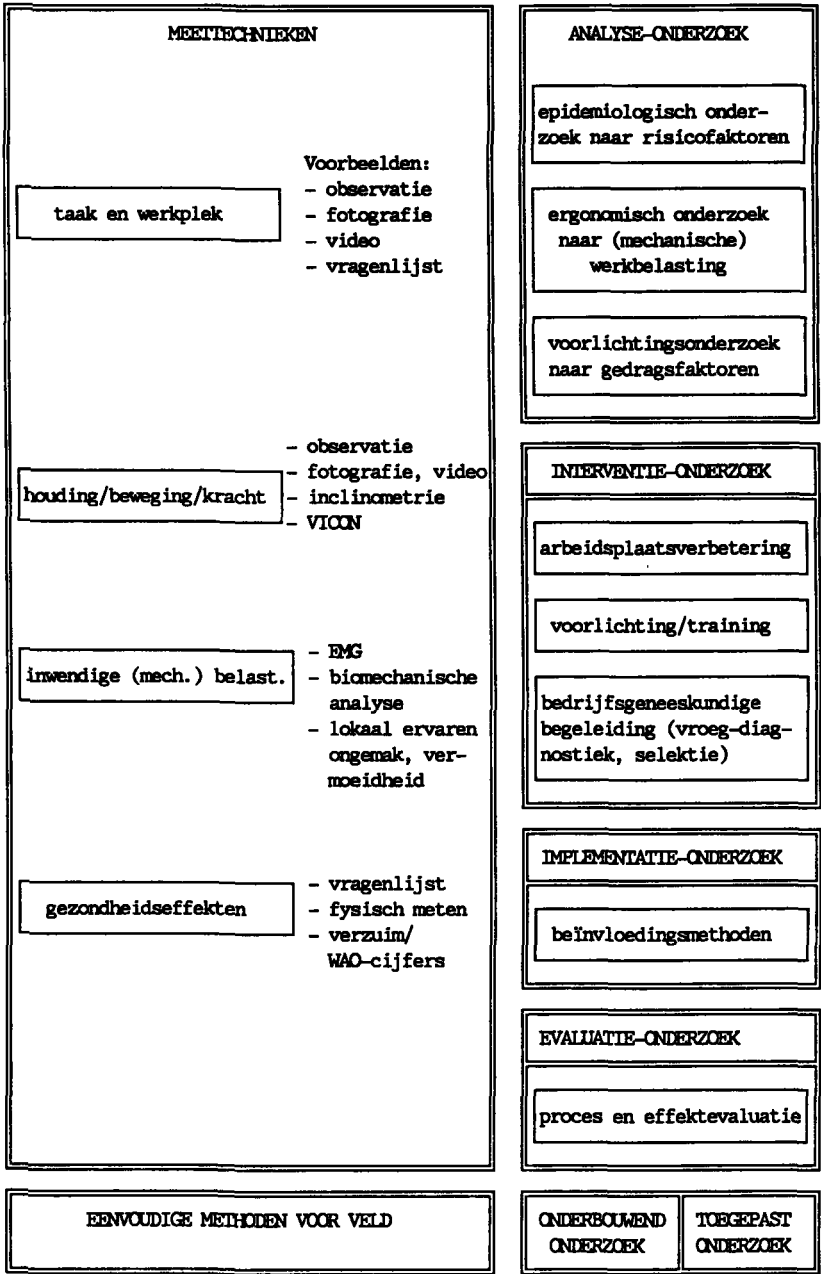 MEETTECHNIEKEN
Voorbeelden:
- observatie
taak en werkplek
- fotografie
- video
- vragenlijst
- observatie
- fotografie, video
houding/beweging/kracht
- inclinometrie
- VICON
- EMG
inwendige (mech.) belast.
- biomechanische
analyse
- lokaal ervaren
ongemak, ver-
moeidheid
- vragenlijst
gezondheidseffekten
- fysisch meten
- verzuim/
WAO-cijfers
EENVOUDIGE METHODEN VOOR VELD
ANALYSE-ONDERZOEK
epidemiologisch onder-
zoek naar risicofaktoren
ergonomisch onderzoek
naar (mechanische)
werkbelasting
voorlichtingsonderzoek
naar gedragsfaktoren
INTERVENTIE-ONDERZOEK
arbeidsplaatsverbetering
voorlichting/training
bedrijfsgeneeskundige
begeleiding (vroeg-diag-
nostiek, selektie)
IMPLEMENTATIE-ONDERZOEK
beïnvloedingsmethoden
EVALUATIE-ONDERZOEK
proces en effektevaluatie
ONDERBOUWEND
ONDERZOEK
TOEGEPAST
ONDERZOEK